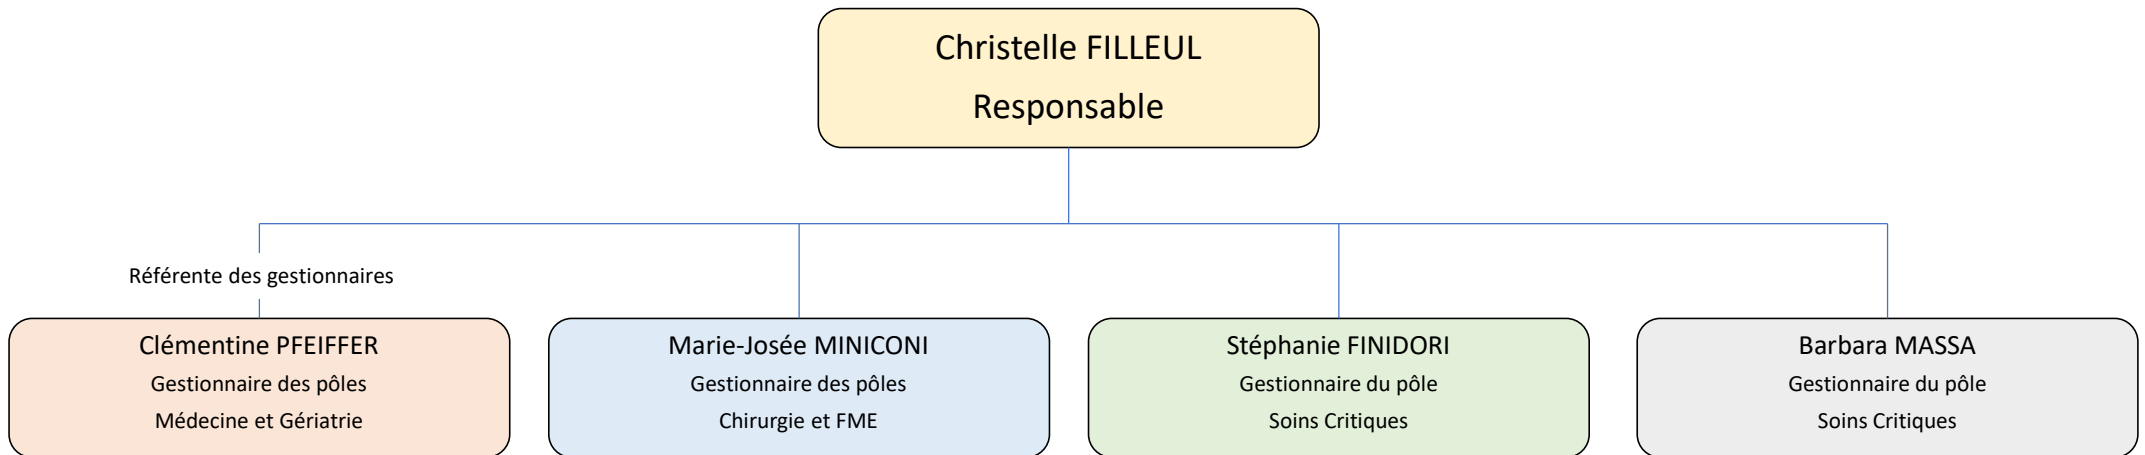 Christelle FILLEUL
Responsable
Référente des gestionnaires
Clémentine PFEIFFER
Gestionnaire des pôles
Médecine et Gériatrie
Marie-Josée MINICONI
Gestionnaire des pôles
Chirurgie et FME
Stéphanie FINIDORI
Gestionnaire du pôle
Soins Critiques
Barbara MASSA
Gestionnaire du pôle
Soins Critiques